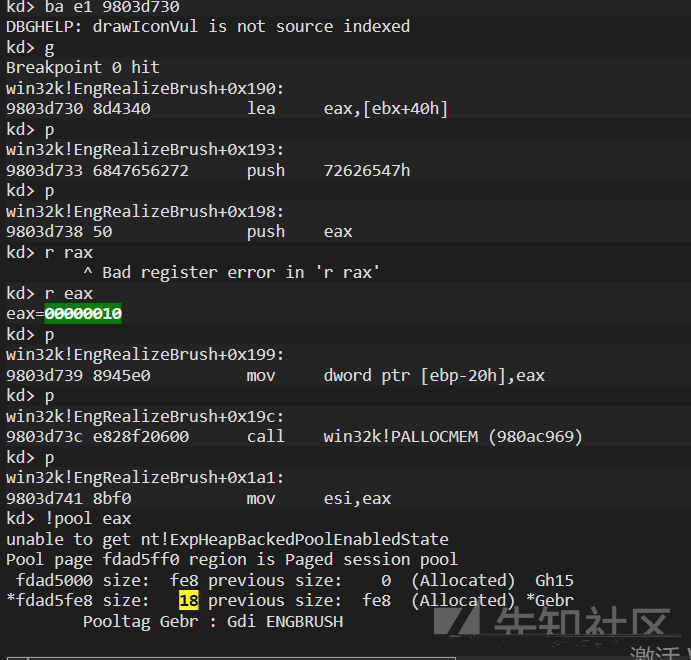 kd> ba e1 9803d730
DBGHELP: drawIconVul is not source indexed
kd> g
Breakpoint 0 hit
win32k!EngRealizeBrush+0x190:
9803d730 8d4340          lea     eax,[ebx+40h]
kd> p
win32k!EngRealizeBrush+0x193:
9803d733 6847656272      push    72626547h
kd> p
win32k!EngRealizeBrush+0x198:
9803d738 50              push    eax
kd> r rax
        ^ Bad register error in 'r rax'
kd> r eax
eax=00000010
kd> p
win32k!EngRealizeBrush+0x199:
9803d739 8945e0          mov     dword ptr [ebp-20h],eax
kd> p
win32k!EngRealizeBrush+0x19c:
9803d73c e828f20600      call    win32k!PALLOCMEM (980ac969)
kd> p
win32k!EngRealizeBrush+0x1a1:
9803d741 8bf0            mov     esi,eax
kd> !pool eax
unable to get nt!ExpHeapBackedPoolEnabledState
Pool page fdad5ff0 region is Paged session pool
 fdad5000 size:  fe8 previous size:    0  (Allocated)  Gh15
*fdad5fe8 size:   18 previous size:  fe8  (Allocated) *Gebr
        Pooltag Gebr : Gdi ENGBRUSH
先知社区
激活